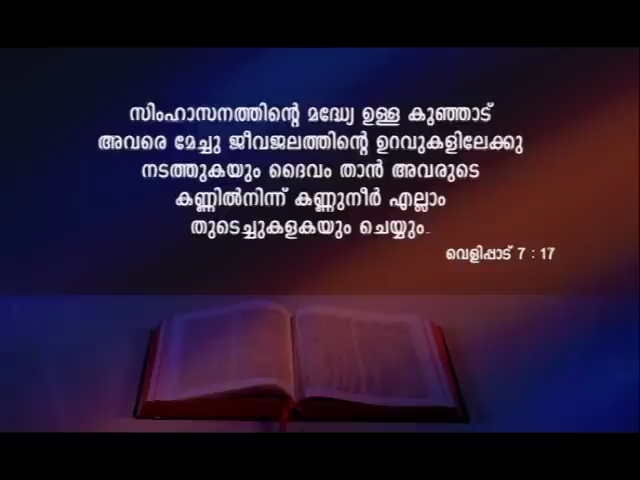 സിംഹാസനത്തിന്റെ മദ്ധ്യേ ഉള്ള കുഞ്ഞാട്
അവരെ മേച്ചു ജീവജലത്തിന്റെ ഉറവുകളിലേക്കു
നടത്തുകയും ദൈവം താൻ അവരുടെ
കണ്ണിൽനിന്ന് കണ്ണുനീർ എല്ലാം
തുടെച്ചുകളകയും ചെയ്യും.
വെളിപ്പാട് 7 : 17